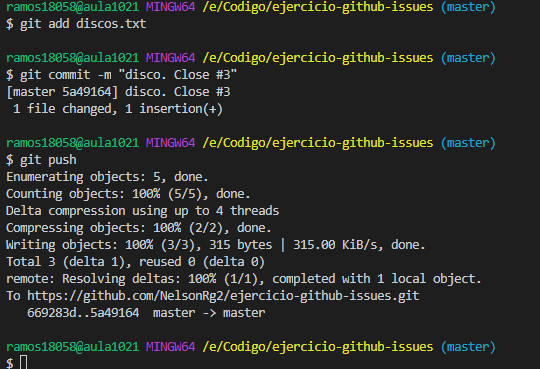 ramos18058@aula1021 MINGW64 /e/Codigo/ejercicio-github-issues (master)
$ git add discos.txt
ramos18058@aula1021 MINGW64 /e/Codigo/ejercicio-github-issues (master)
$ git commit -m "disco. Close #3"
[master 5a49164] disco. Close #3
 1 file changed, 1 insertion(+)
ramos18058@aula1021 MINGW64 /e/Codigo/ejercicio-github-issues (master)
$ git push
Enumerating objects: 5, done.
Counting objects: 100% (5/5), done.
Delta compression using up to 4 threads
Compressing objects: 100% (2/2), done.
Writing objects: 100% (3/3), 315 bytes | 315.00 KiB/s, done.
Total 3 (delta 1), reused 0 (delta 0)
remote: Resolving deltas: 100% (1/1), completed with 1 local object.
To https://github.com/NelsonRg2/ejercicio-github-issues.git
   669283d..5a49164  master -> master
ramos18058@aula1021 MINGW64 /e/Codigo/ejercicio-github-issues (master)
$